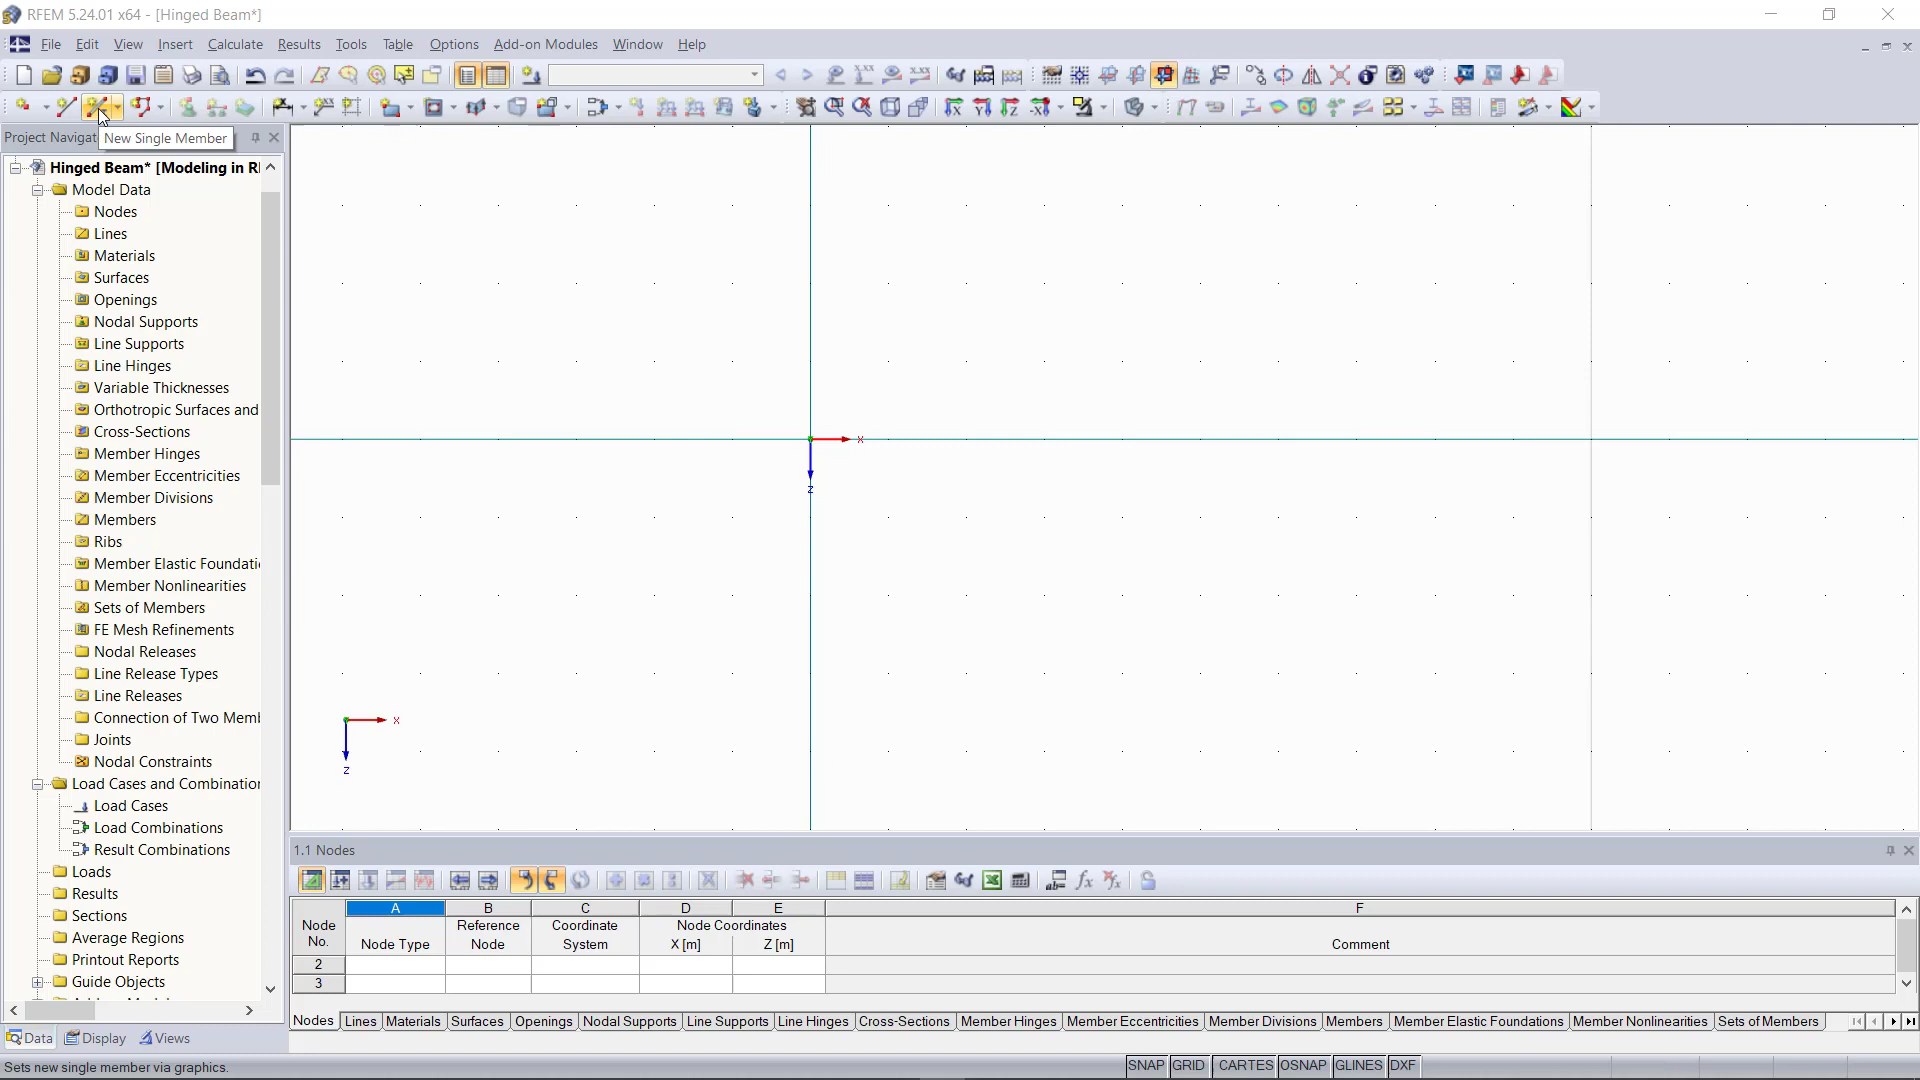 RFEM 5.24.01 x64 - [Hinged Beam*]
File Edit View Insert Calculate Results Tools Table Options Add-on Modules Window Help
Project Navigat
New Single Member
Hinged Beam* [Modeling in RI
Model Data
Nodes
Lines
Materials
Surfaces
Openings
Nodal Supports
Line Supports
Line Hinges
Variable Thicknesses
Orthotropic Surfaces and
Cross-Sections
Member Hinges
Member Eccentricities
Member Divisions
Members
Ribs
Member Elastic Foundati
Member Nonlinearities
Sets of Members
FE Mesh Refinements
Nodal Releases
Line Release Types
Line Releases
Connection of Two Meml
Joints
Nodal Constraints
Load Cases and Combination
Load Cases
Load Combinations
Result Combinations
Loads
Results
Sections
Average Regions
Printout Reports
Guide Objects
Data Display Views
X
Z
X
Z
1.1 Nodes
A B C D E F
Node Reference Coordinate Node Coordinates
No. Node Type Node System X [m] Z [m] Comment
2
3
Nodes Lines Materials Surfaces Openings Nodal Supports Line Supports Line Hinges Cross-Sections Member Hinges Member Eccentricities Member Divisions Members Member Elastic Foundations Member Nonlinearities Sets of Members
Sets new single member via graphics.
SNAP GRID CARTES OSNAP GLINES DXF